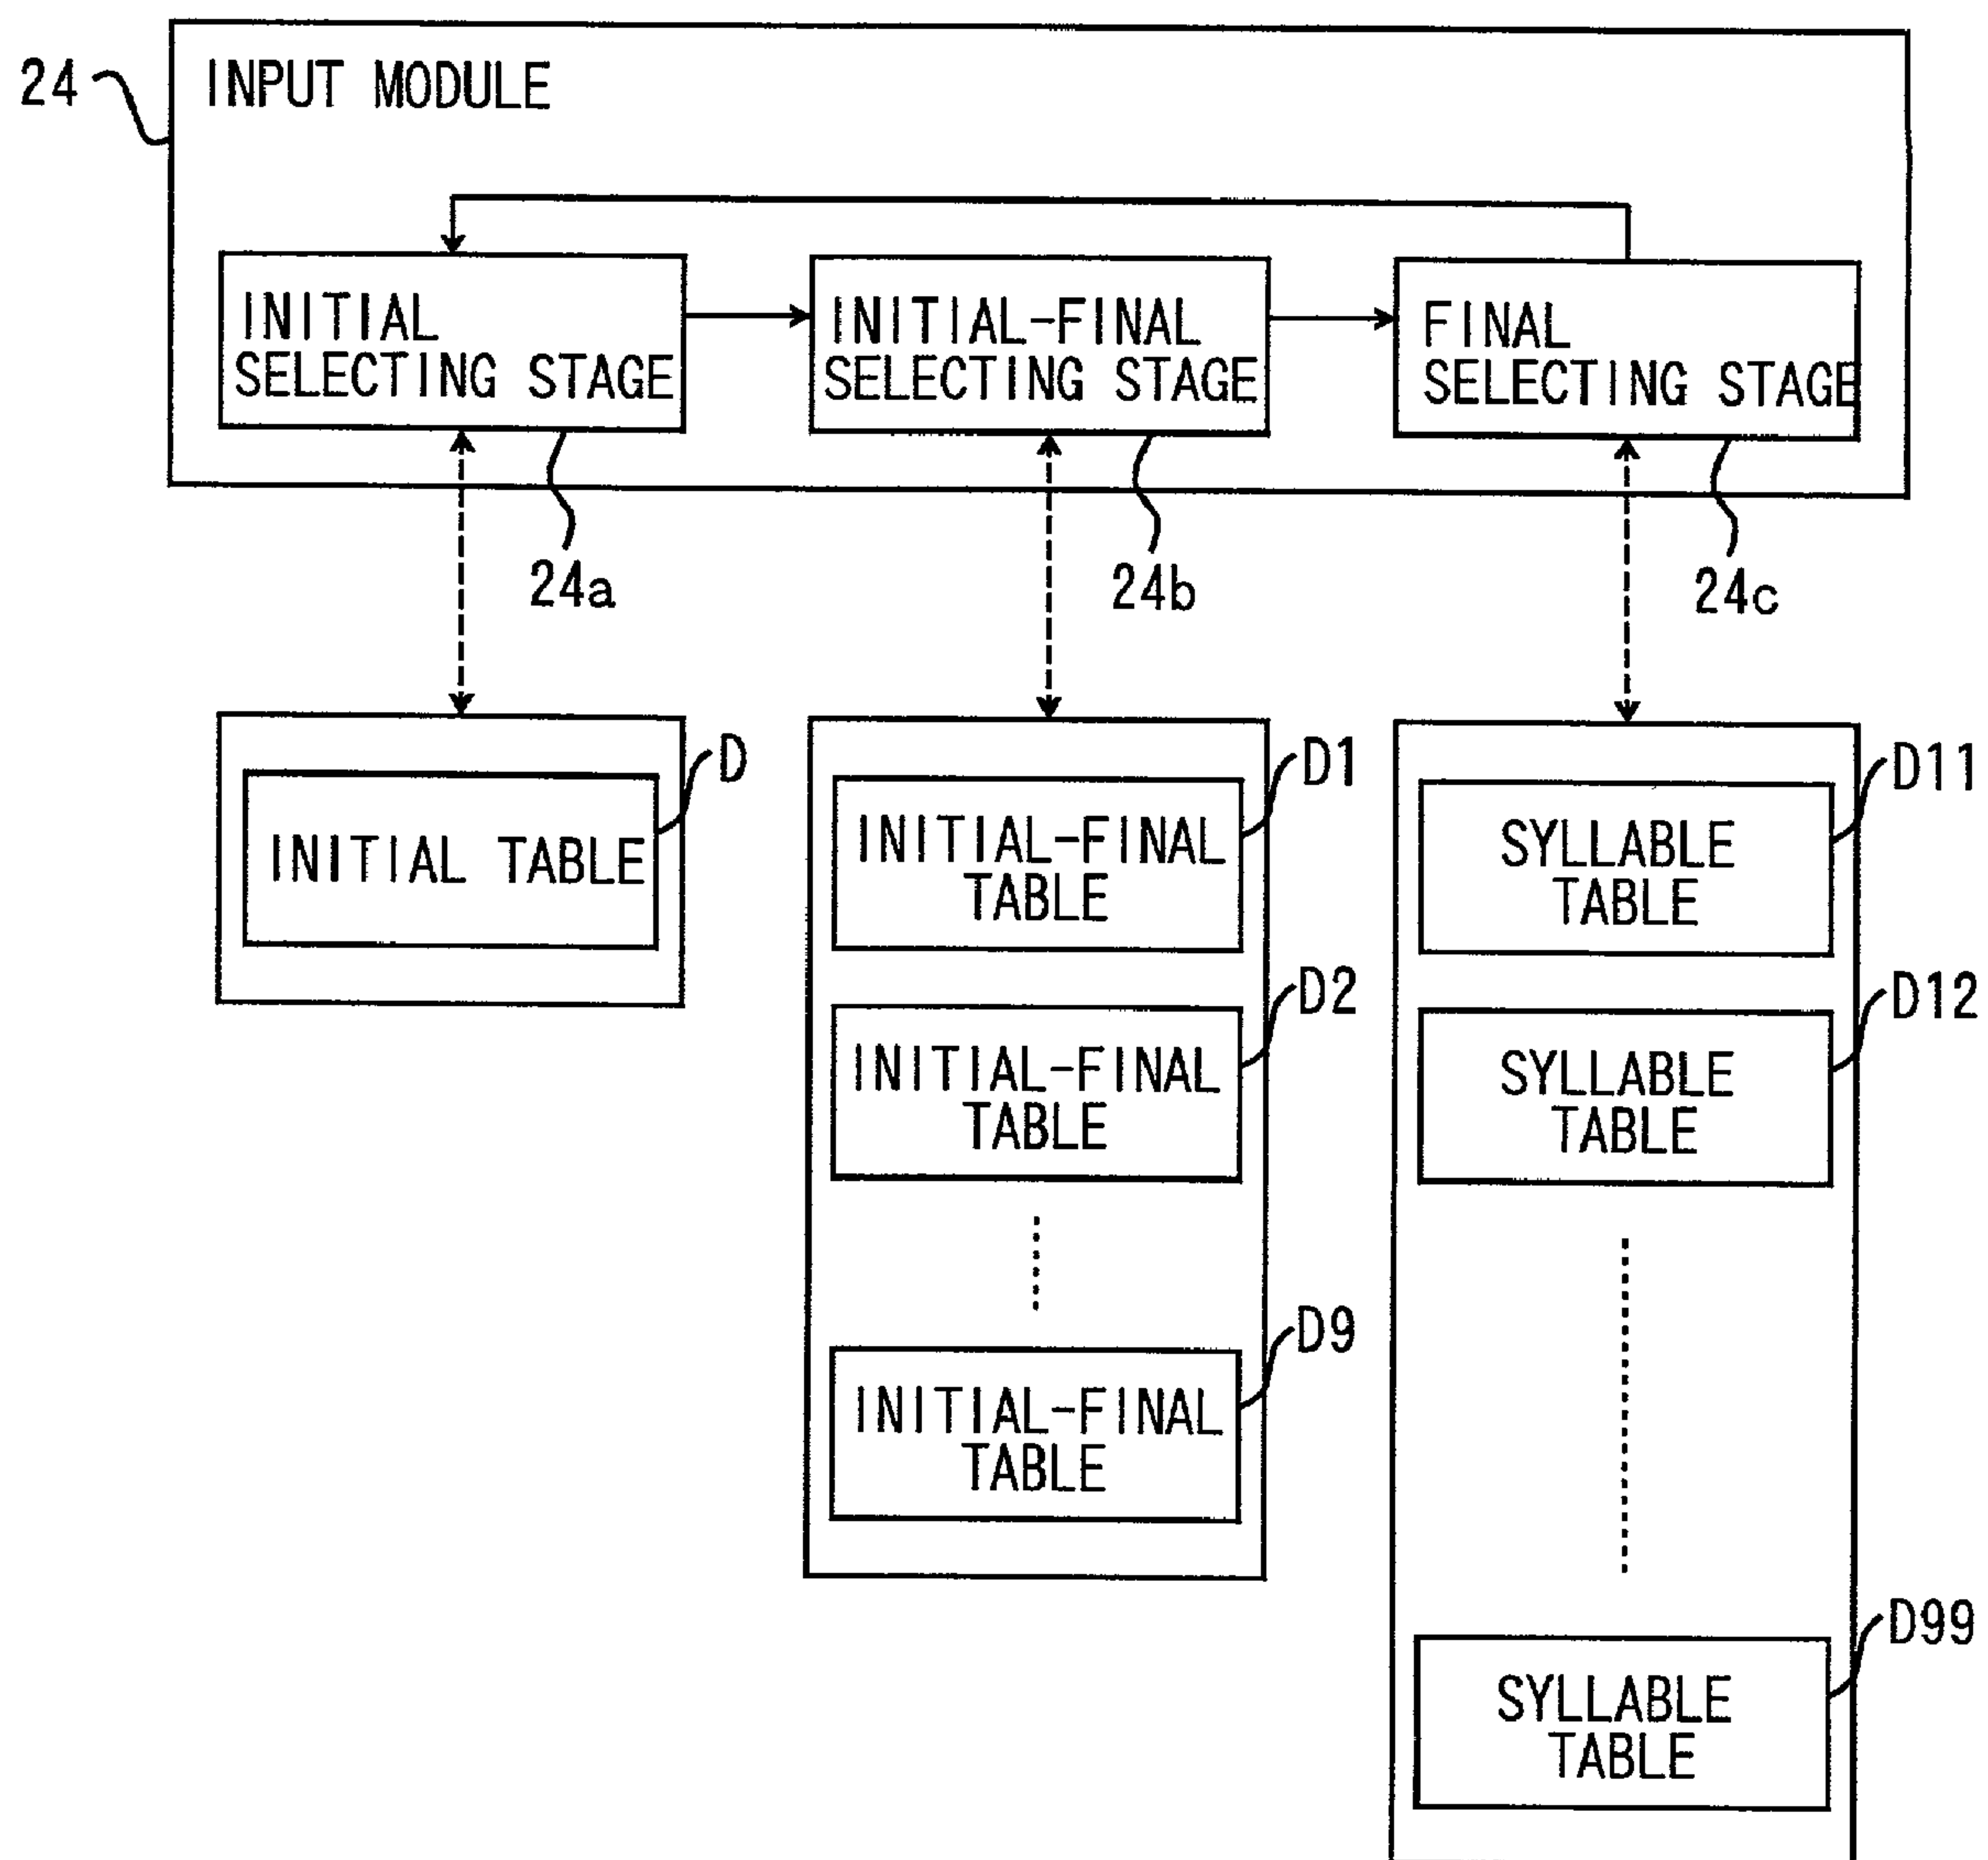 24
INPUT MODULE
INITIAL
SELECTING STAGE
INITIAL-FINAL
SELECTING STAGE
FINAL
SELECTING STAGE
24a
24b
24c
D
INITIAL TABLE
D1
INITIAL-FINAL
TABLE
D2
INITIAL-FINAL
TABLE
D9
INITIAL-FINAL
TABLE
D11
SYLLABLE
TABLE
D12
SYLLABLE
TABLE
D99
SYLLABLE
TABLE